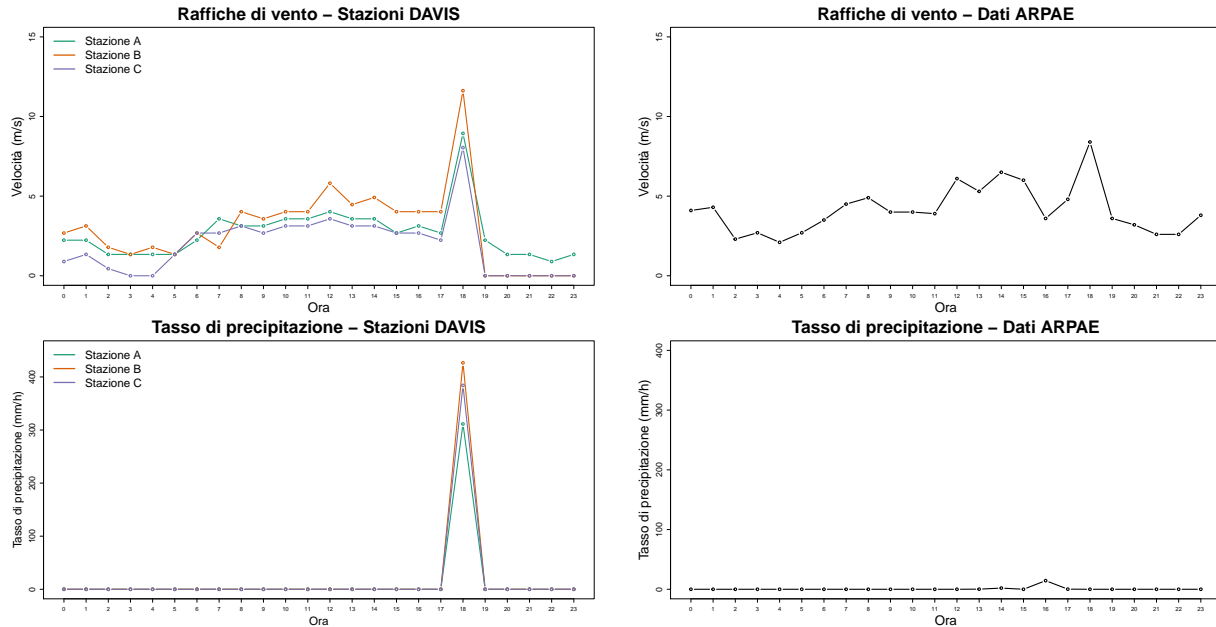 Raffiche di vento – Stazioni DAVIS
15
10
5
0
Velocità (m/s)
Stazione A
Stazione B
Stazione C
0 1 2 3 4 5 6 7 8 9 10 11 12 13 14 15 16 17 18 19 20 21 22 23
Ora
Raffiche di vento – Dati ARPAE
15
10
5
0
Velocità (m/s)
0 1 2 3 4 5 6 7 8 9 10 11 12 13 14 15 16 17 18 19 20 21 22 23
Ora
Tasso di precipitazione – Stazioni DAVIS
400
300
200
100
0
Tasso di precipitazione (mm/h)
Stazione A
Stazione B
Stazione C
0 1 2 3 4 5 6 7 8 9 10 11 12 13 14 15 16 17 18 19 20 21 22 23
Ora
Tasso di precipitazione – Dati ARPAE
400
300
200
100
0
Tasso di precipitazione (mm/h)
0 1 2 3 4 5 6 7 8 9 10 11 12 13 14 15 16 17 18 19 20 21 22 23
Ora